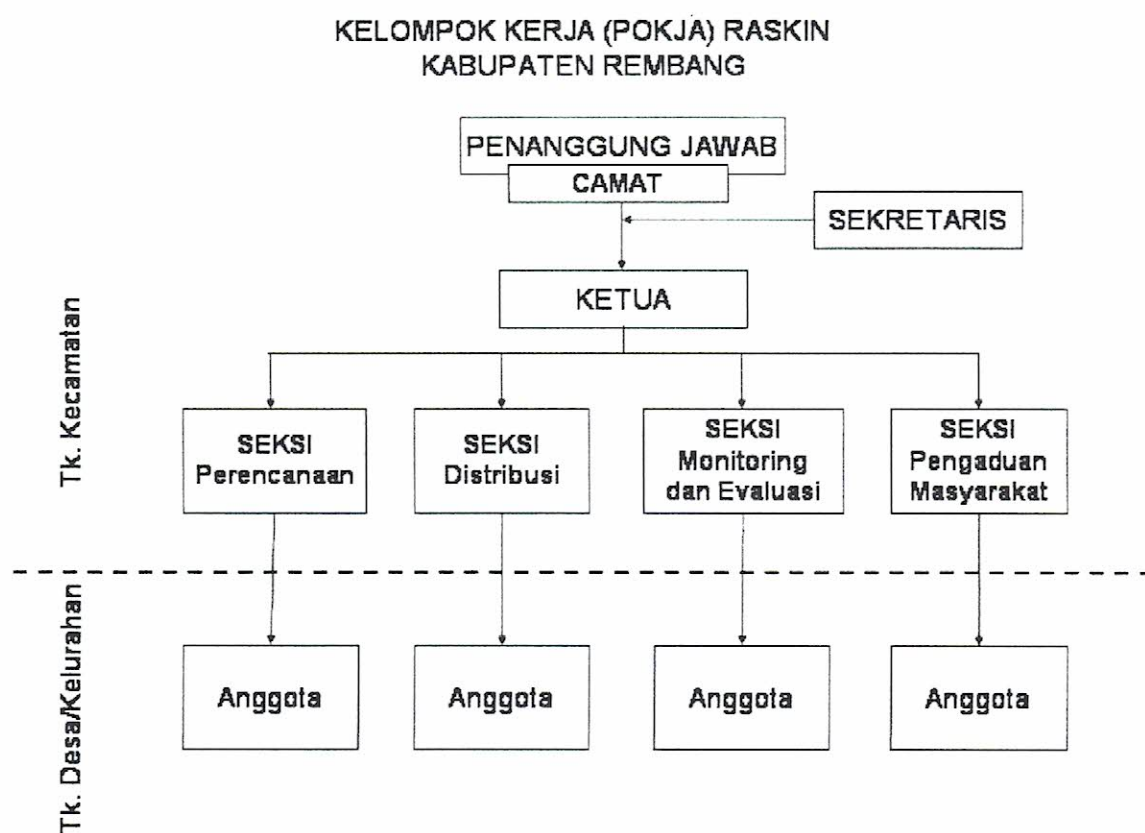 KELOMPOK KERJA (POKJA) RASKIN
KABUPATEN REMBANG
PENANGGUNG JAWAB
CAMAT
SEKRETARIS
KETUA
Tk. Kecamatan
SEKSI
Perencanaan
SEKSI
Distribusi
SEKSI
Monitoring
dan Evaluasi
SEKSI
Pengaduan
Masyarakat
Tk. Desa/Kelurahan
Anggota
Anggota
Anggota
Anggota